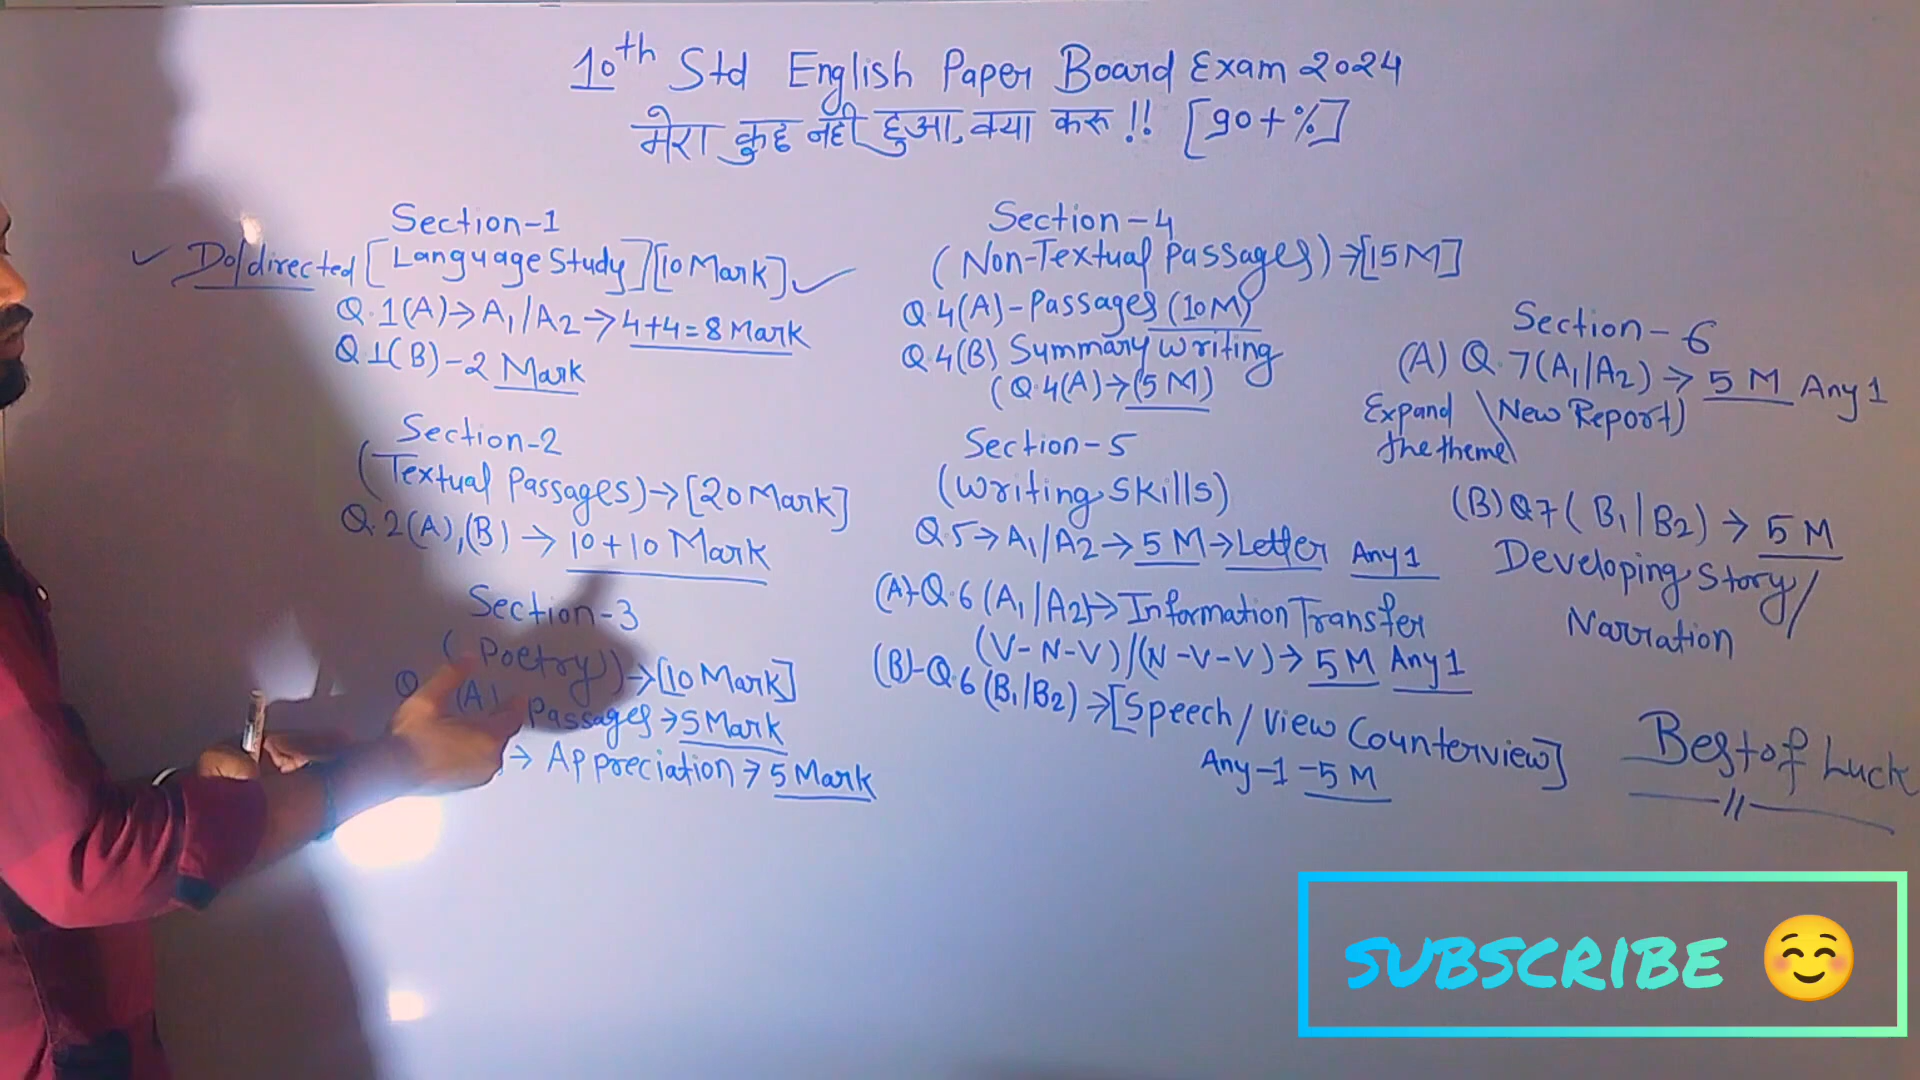 10th Std English Paper Board Exam 2024
मेरा कुछ नही हुआ, क्या करू !! [90+%]
Section-1
Do/directed [Language Study] [10 Mark]
Q.1(A)→A1/A2→4+4=8 Mark
Q.1(B)-2 Mark
Section-2
(Textual Passages)→[20 Mark]
Q.2(A),(B)→10+10 Mark
Section-3
(Poetry)→[10 Mark]
Q (A) Passages→5 Mark
→Appreciation→5 Mark
Section-4
(Non-Textual Passages)→[15 M]
Q.4(A)-Passages (10M)
Q.4(B) Summary Writing
(Q.4(A)→(5 M)
Section-5
(Writing Skills)
Q.5→A1/A2→5 M→Letter Any 1
(A)-Q.6 (A1/A2)→Information Transfer
(V-N-V)/(N-V-V)→5 M Any 1
(B)-Q.6 (B1/B2)→[Speech/View Counterview]
Any-1-5 M
Section-6
(A) Q.7(A1/A2)→5 M Any 1
Expand \New Report)
the theme
(B) Q7 (B1/B2)→5 M
Developing Story/
Narration
Best of Luck
SUBSCRIBE